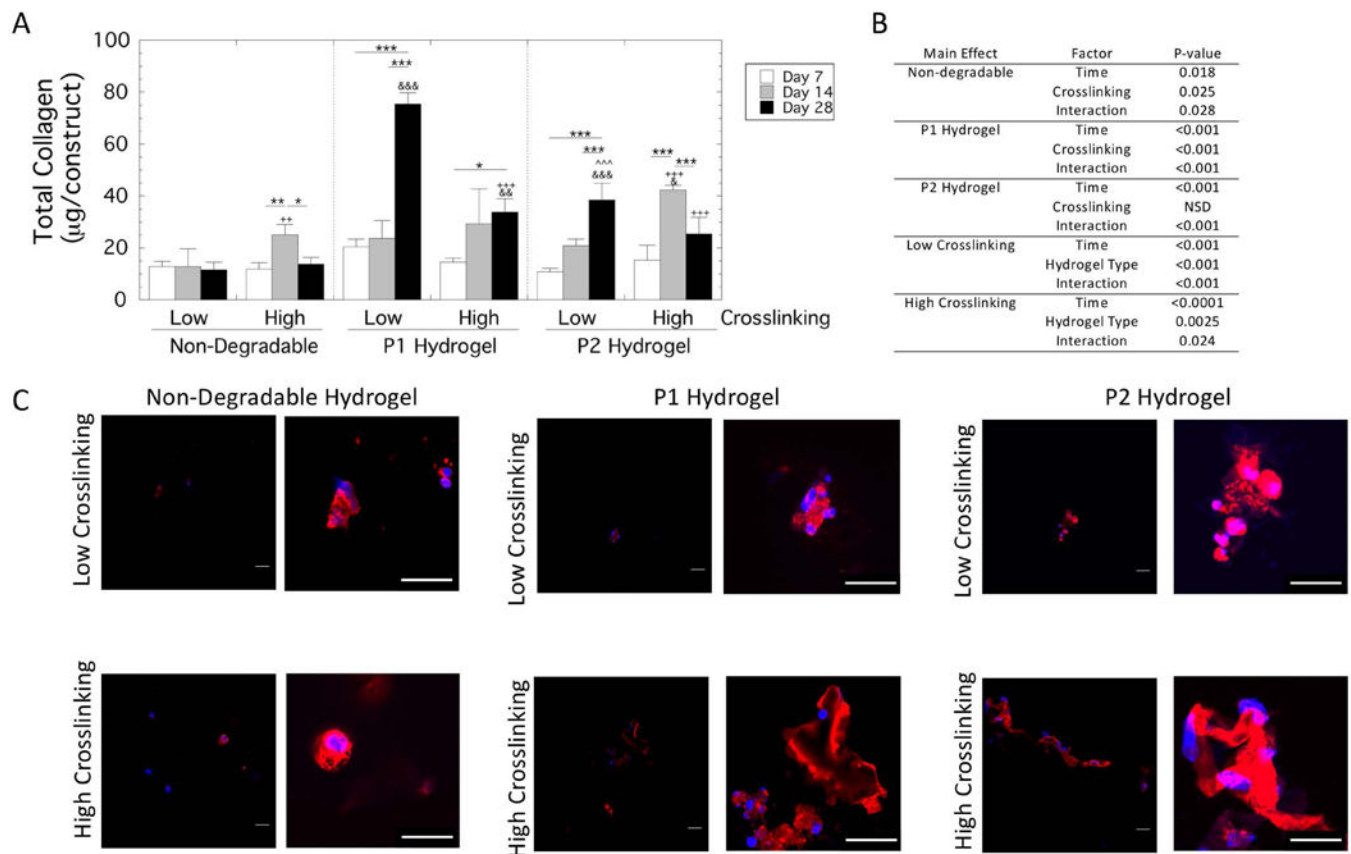 A
Total Collagen
(μg/construct)
100
80
60
40
20
0
***
***
&&&
** *
++
*
+++
&&
***
***
^^^
&&&
*** ***
+++
&
+++
Day 7
Day 14
Day 28
Low High Low High Low High Crosslinking
Non-Degradable P1 Hydrogel P2 Hydrogel
B
Main Effect Factor P-value
Non-degradable Time 0.018
Crosslinking 0.025
Interaction 0.028
P1 Hydrogel Time <0.001
Crosslinking <0.001
Interaction <0.001
P2 Hydrogel Time <0.001
Crosslinking NSD
Interaction <0.001
Low Crosslinking Time <0.001
Hydrogel Type <0.001
Interaction <0.001
High Crosslinking Time <0.0001
Hydrogel Type 0.0025
Interaction 0.024
C
Non-Degradable Hydrogel P1 Hydrogel P2 Hydrogel
Low Crosslinking Low Crosslinking Low Crosslinking
High Crosslinking High Crosslinking High Crosslinking